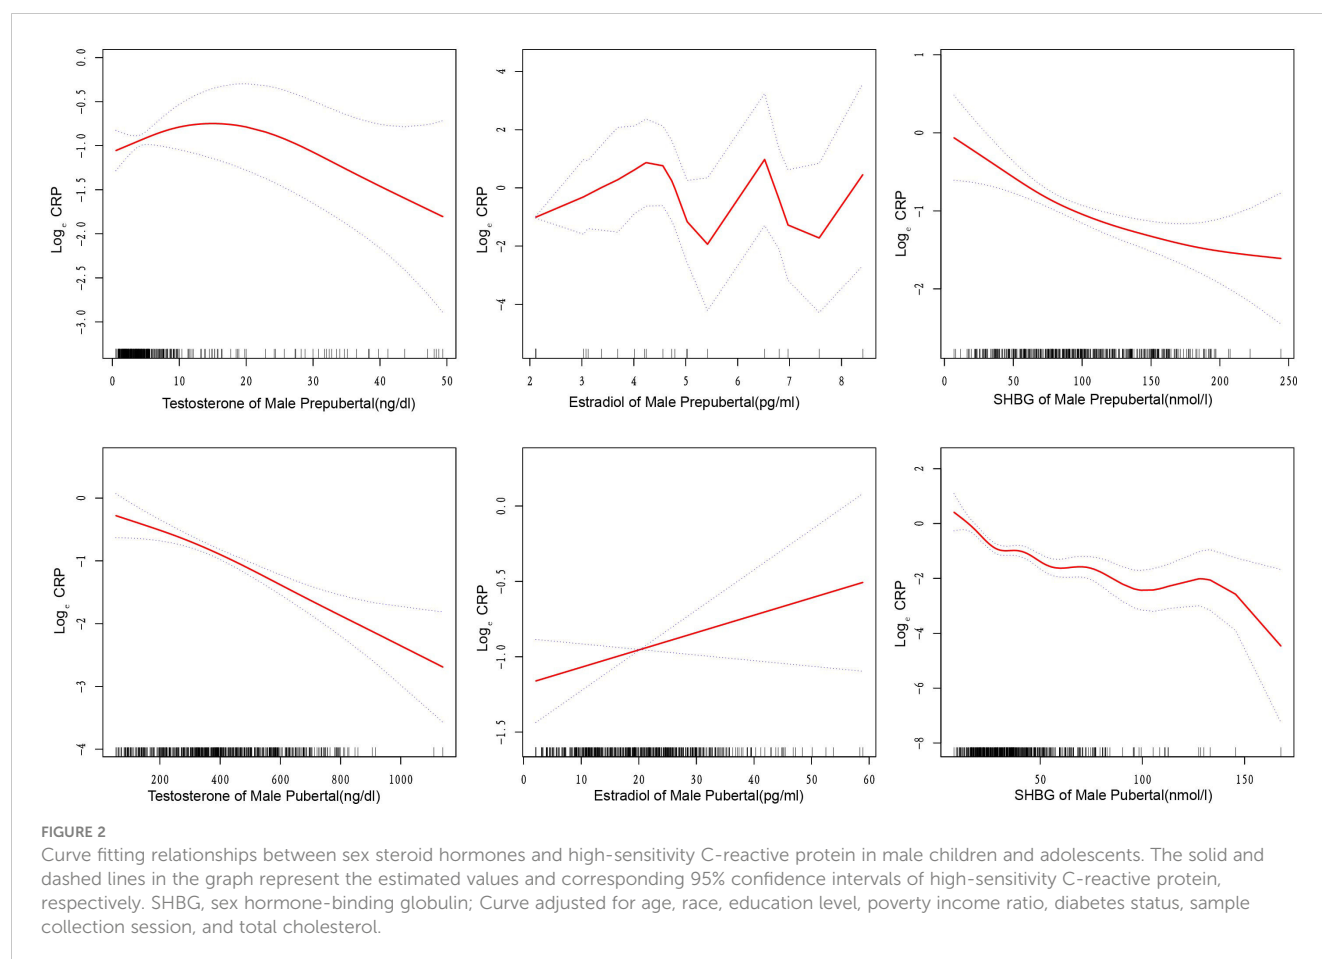 0.0
-0.5
-1.0
-1.5
-2.0
-2.5
-3.0
Logₑ CRP
0 10 20 30 40 50
Testosterone of Male Prepubertal(ng/dl)
4
2
0
-2
-4
Logₑ CRP
2 3 4 5 6 7 8
Estradiol of Male Prepubertal(pg/ml)
1
0
-1
-2
Logₑ CRP
0 50 100 150 200 250
SHBG of Male Prepubertal(nmol/l)
0
-1
-2
-3
-4
Logₑ CRP
200 400 600 800 1000
Testosterone of Male Pubertal(ng/dl)
0.0
-0.5
-1.0
-1.5
Logₑ CRP
0 10 20 30 40 50 60
Estradiol of Male Pubertal(pg/ml)
2
0
-2
-4
-6
-8
Logₑ CRP
50 100 150
SHBG of Male Pubertal(nmol/l)
FIGURE 2
Curve fitting relationships between sex steroid hormones and high-sensitivity C-reactive protein in male children and adolescents. The solid and
dashed lines in the graph represent the estimated values and corresponding 95% confidence intervals of high-sensitivity C-reactive protein,
respectively. SHBG, sex hormone-binding globulin; Curve adjusted for age, race, education level, poverty income ratio, diabetes status, sample
collection session, and total cholesterol.